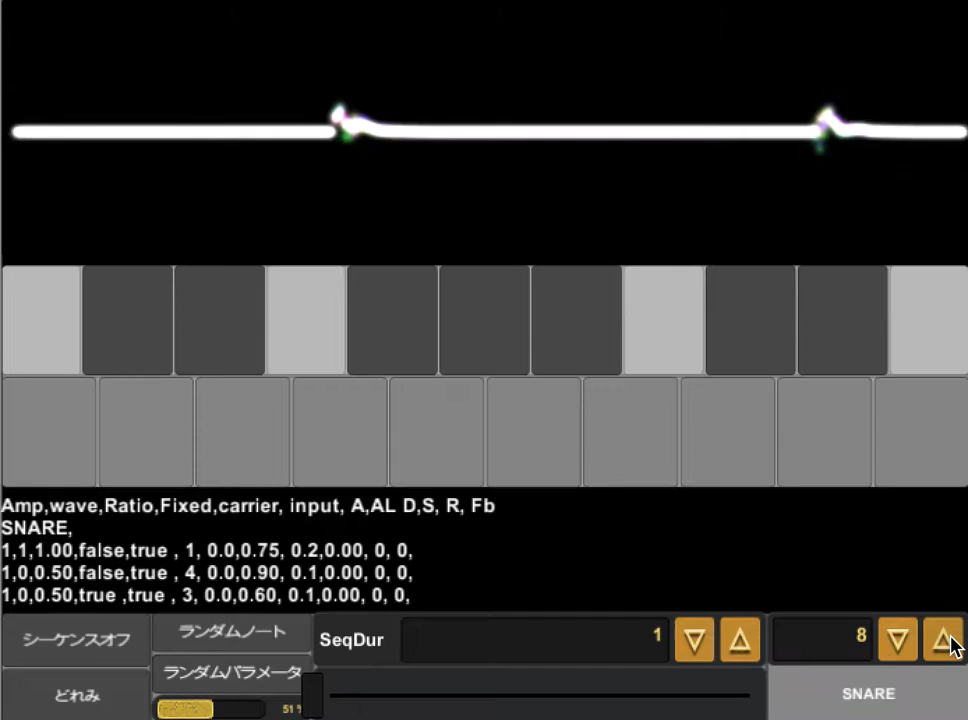 Amp,wave,Ratio,Fixed,carrier, input, A,AL D,S, R, Fb
SNARE,
1,1,1.00,false,true , 1, 0.0,0.75, 0.2,0.00, 0, 0,
1,0,0.50,false,true , 4, 0.0,0.90, 0.1,0.00, 0, 0,
1,0,0.50,true ,true , 3, 0.0,0.60, 0.1,0.00, 0, 0,
シーケンスオフ
ランダムノート
SeqDur
1
8
どれみ
ランダムパラメータ
51 %
SNARE